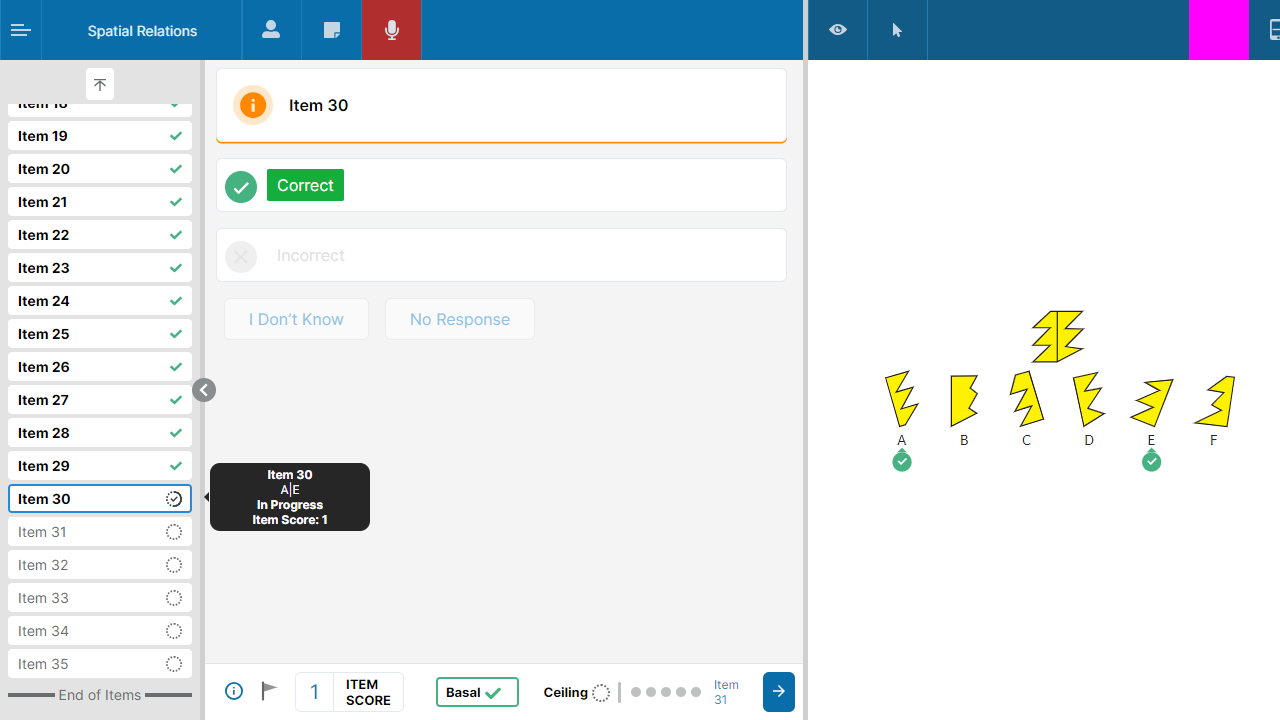 Spatial Relations
Item 18
Item 19
Item 20
Item 21
Item 22
Item 23
Item 24
Item 25
Item 26
Item 27
Item 28
Item 29
Item 30
Item 31
Item 32
Item 33
Item 34
Item 35
End of Items
Item 30
Correct
Incorrect
I Don't Know
No Response
Item 30
A|E
In Progress
Item Score: 1
1
ITEM
SCORE
Basal
Ceiling
Item
31
A B C D E F